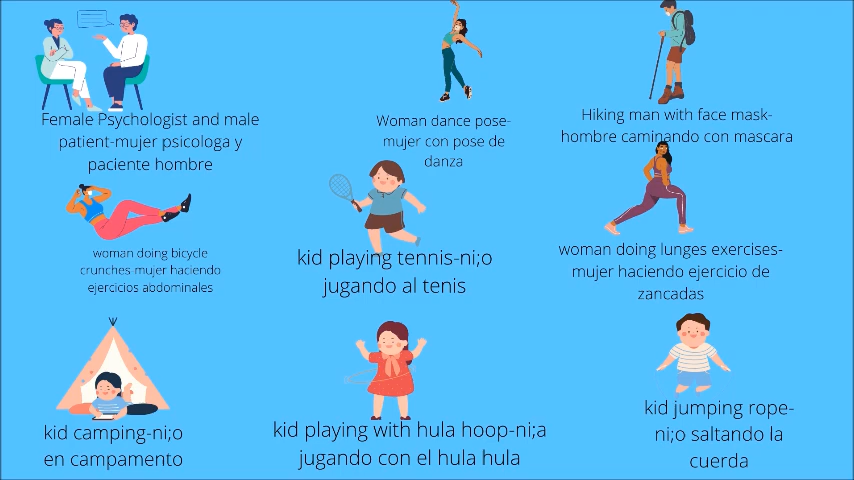 Female Psychologist and male
patient-mujer psicologa y
paciente hombre
Woman dance pose-
mujer con pose de
danza
Hiking man with face mask-
hombre caminando con mascara
woman doing bicycle
crunches-mujer haciendo
ejercicios abdominales
kid playing tennis-ni;o
jugando al tenis
woman doing lunges exercises-
mujer haciendo ejercicio de
zancadas
kid camping-ni;o
en campamento
kid playing with hula hoop-ni;a
jugando con el hula hula
kid jumping rope-
ni;o saltando la
cuerda